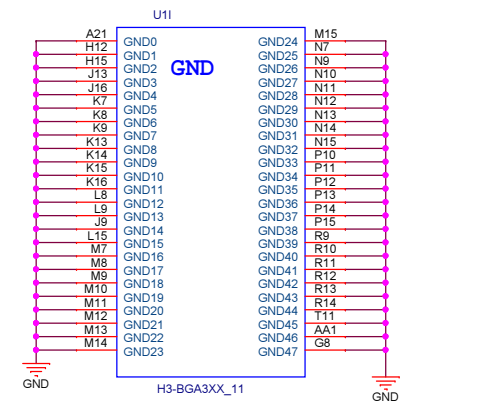 U1I
A21 GND0 GND24 M15
H12 GND1 GND25 N7
H15 GND2 GND GND26 N9
J13 GND3 GND27 N10
J16 GND4 GND28 N11
K7 GND5 GND29 N12
K8 GND6 GND30 N13
K9 GND7 GND31 N14
K13 GND8 GND32 N15
K14 GND9 GND33 P10
K15 GND10 GND34 P11
K16 GND11 GND35 P12
L8 GND12 GND36 P13
L9 GND13 GND37 P14
J9 GND14 GND38 P15
L15 GND15 GND39 R9
M7 GND16 GND40 R10
M8 GND17 GND41 R11
M9 GND18 GND42 R12
M10 GND19 GND43 R13
M11 GND20 GND44 R14
M12 GND21 GND45 T11
M13 GND22 GND46 AA1
M14 GND23 GND47 G8
GND H3-BGA3XX_11 GND